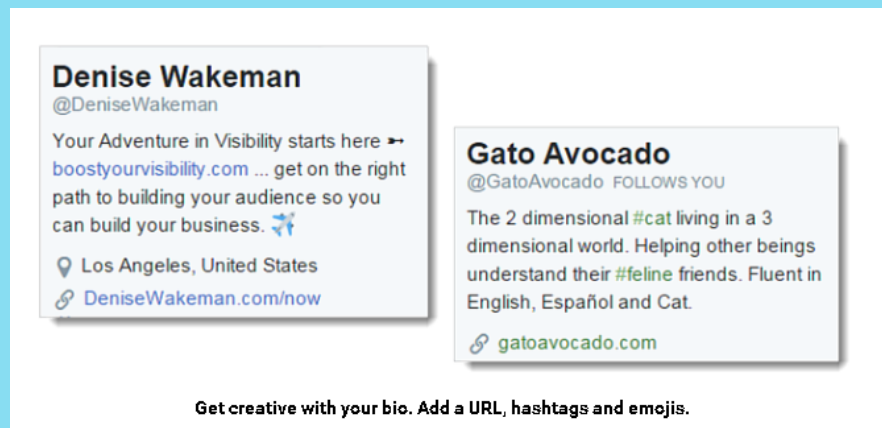 Denise Wakeman
@DeniseWakeman
Your Adventure in Visibility starts here ➸
boostyourvisibility.com ... get on the right
path to building your audience so you
can build your business. ✈️
Los Angeles, United States
DeniseWakeman.com/now
Gato Avocado
@GatoAvocado FOLLOWS YOU
The 2 dimensional #cat living in a 3
dimensional world. Helping other beings
understand their #feline friends. Fluent in
English, Español and Cat.
gatoavocado.com
Get creative with your bio. Add a URL, hashtags and emojis.